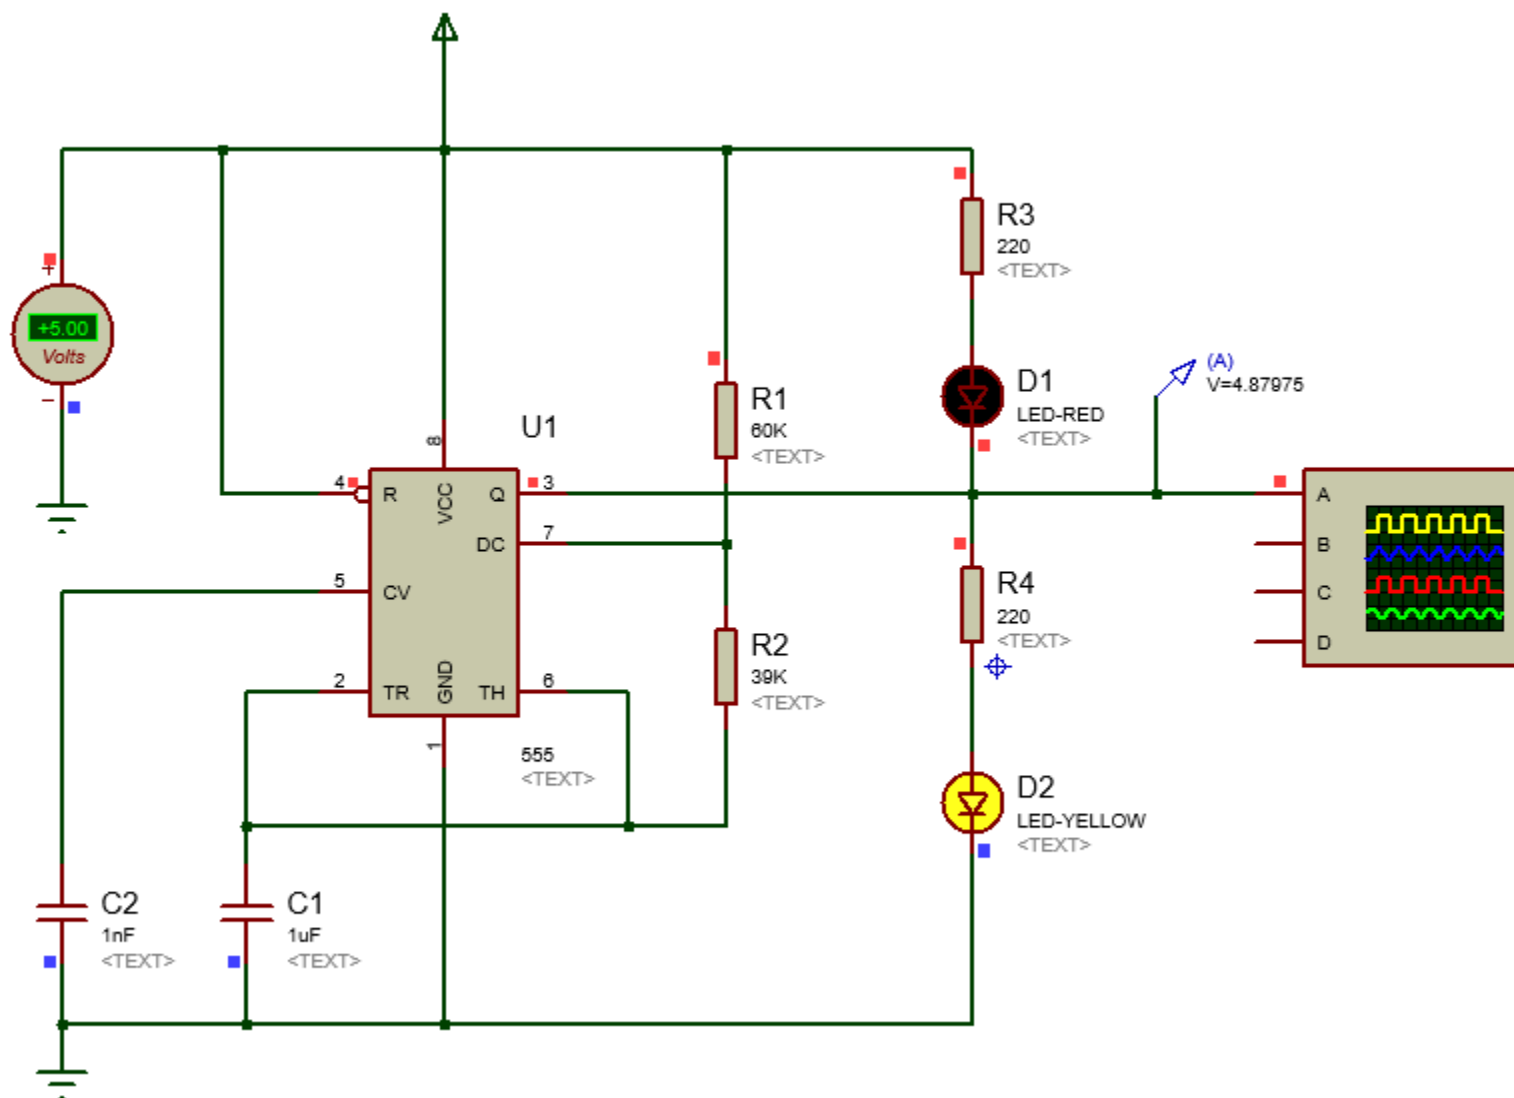 +
+5.00
Volts
−
U1
4
R
8
VCC
Q
3
DC
7
5
CV
2
TR
GND
1
TH
6
555
<TEXT>
R1
60K
<TEXT>
R2
39K
<TEXT>
R3
220
<TEXT>
D1
LED-RED
<TEXT>
(A)
V=4.87975
R4
220
<TEXT>
D2
LED-YELLOW
<TEXT>
A
B
C
D
C2
1nF
<TEXT>
C1
1uF
<TEXT>